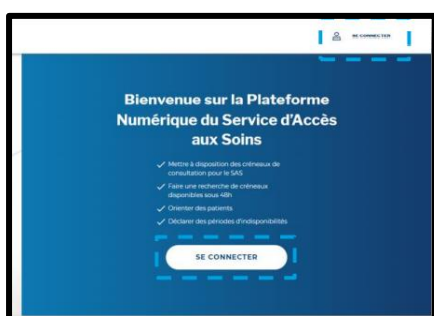 SE CONNECTER
Bienvenue sur la Plateforme
Numérique du Service d'Accès
aux Soins
Mettre à disposition des créneaux de
consultation pour le SAS
Faire une recherche de créneaux
disponibles sous 48h
Orienter des patients
Déclarer des périodes d'indisponibilités
SE CONNECTER